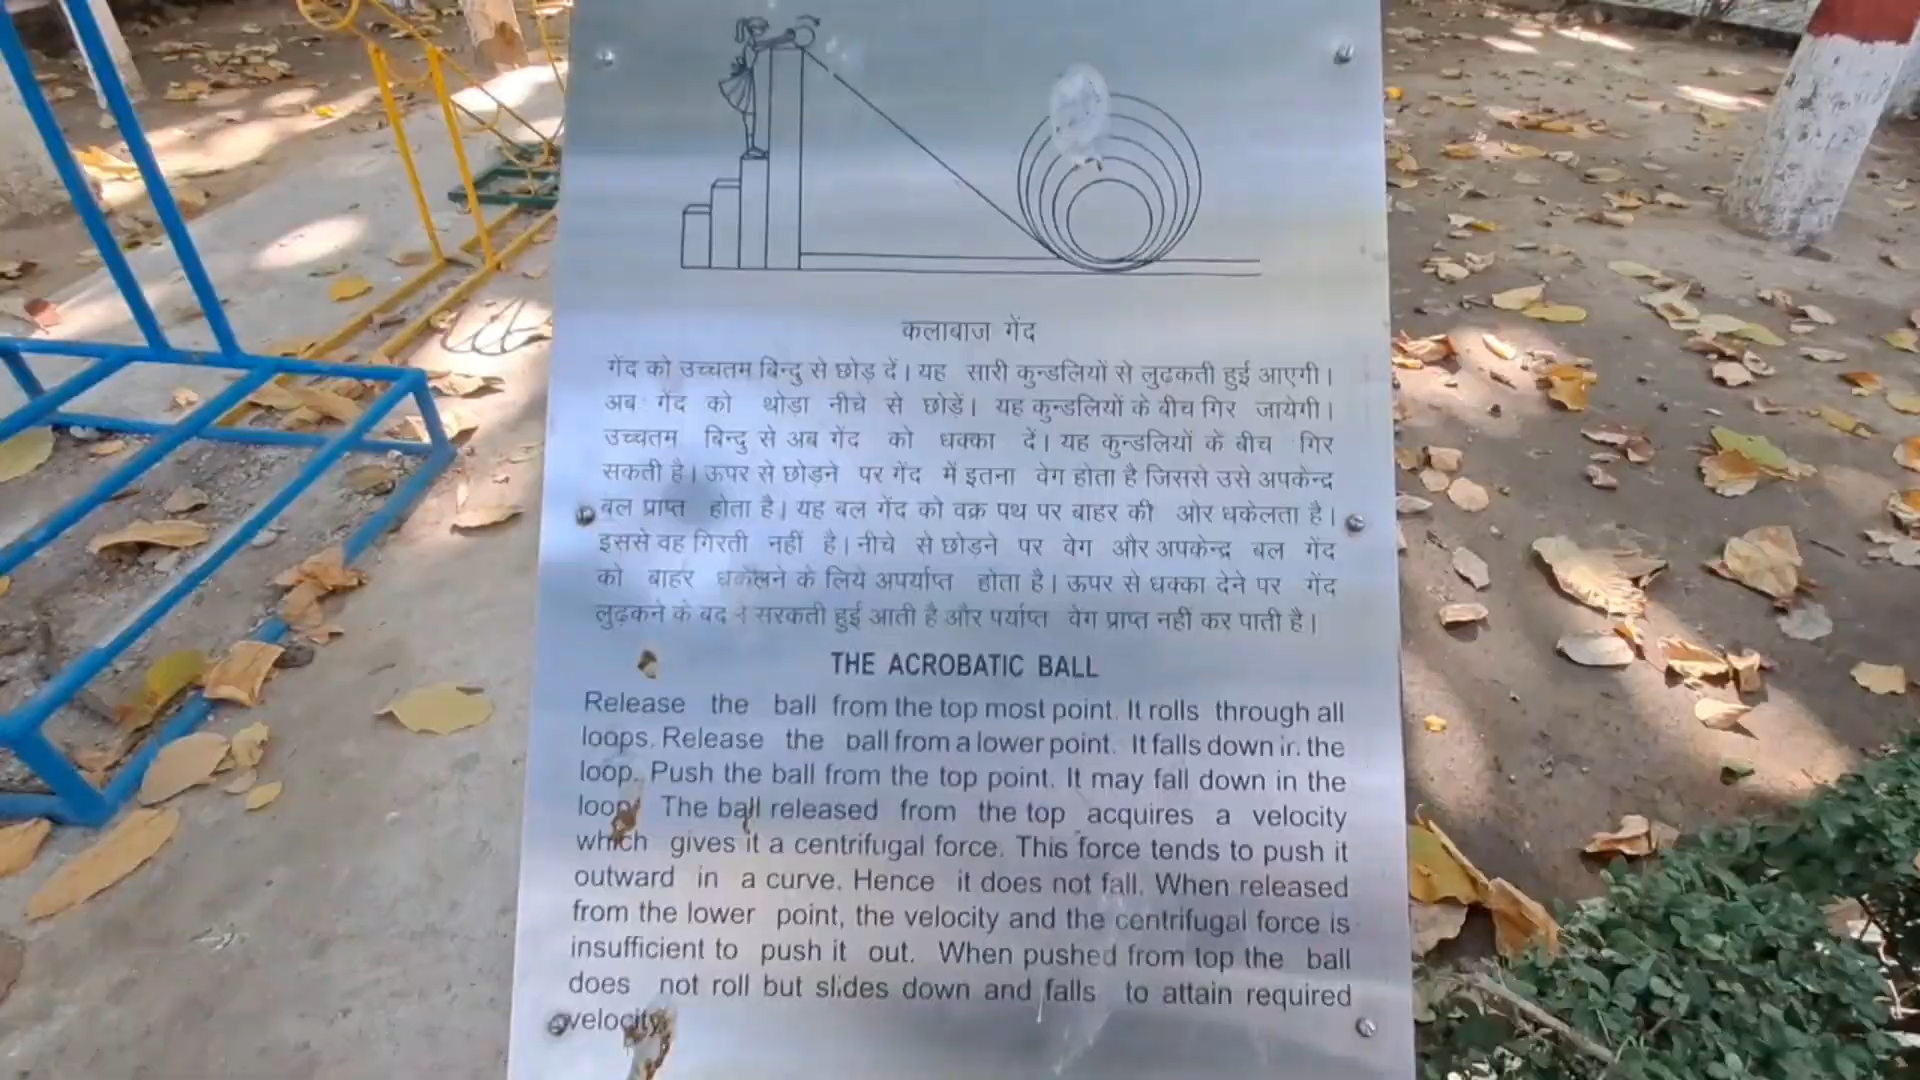 कलाबाज गेंद
गेंद को उच्चतम बिन्दु से छोड़ दें। यह सारी कुन्डलियों से लुढकती हुई आएगी।
अब गेंद को थोडा नीचे से छोडें। यह कुन्डलियों के बीच गिर जायेगी।
उच्चतम बिन्दु से अब गेंद को धक्का दें। यह कुन्डलियों के बीच गिर
सकती है। ऊपर से छोड़ने पर गेंद में इतना वेग होता है जिससे उसे अपकेन्द्र
बल प्राप्त होता है। यह बल गेंद को वक्र पथ पर बाहर की ओर धकेलता है।
इससे वह गिरती नहीं है। नीचे से छोड़ने पर वेग और अपकेन्द्र बल गेंद
को बाहर धकेलने के लिये अपर्याप्त होता है। ऊपर से धक्का देने पर गेंद
लुढ़कने के सरकती हुई आती है और पर्याप्त वेग प्राप्त नहीं कर पाती है।
THE ACROBATIC BALL
Release the ball from the top most point. It rolls through all
loops. Release the ball from a lower point. It falls down in the
loop. Push the ball from the top point. It may fall down in the
loop. The ball released from the top acquires a velocity
which gives it a centrifugal force. This force tends to push it
outward in a curve. Hence it does not fall. When released
from the lower point, the velocity and the centrifugal force is
insufficient to push it out. When pushed from top the ball
does not roll but slides down and falls to attain required
velocity.